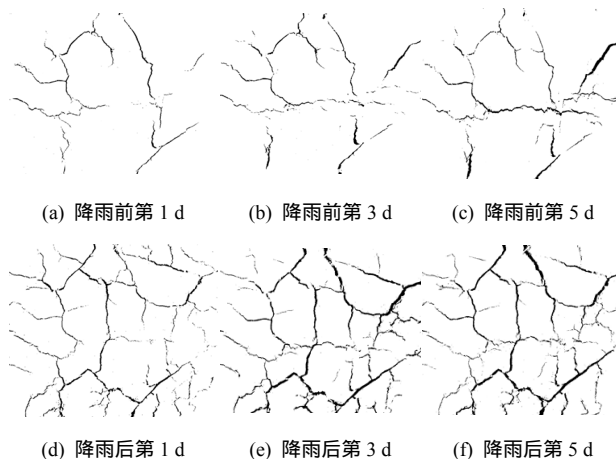 (a) 降雨前第 1 d
(b) 降雨前第 3 d
(c) 降雨前第 5 d
(d) 降雨后第 1 d
(e) 降雨后第 3 d
(f) 降雨后第 5 d